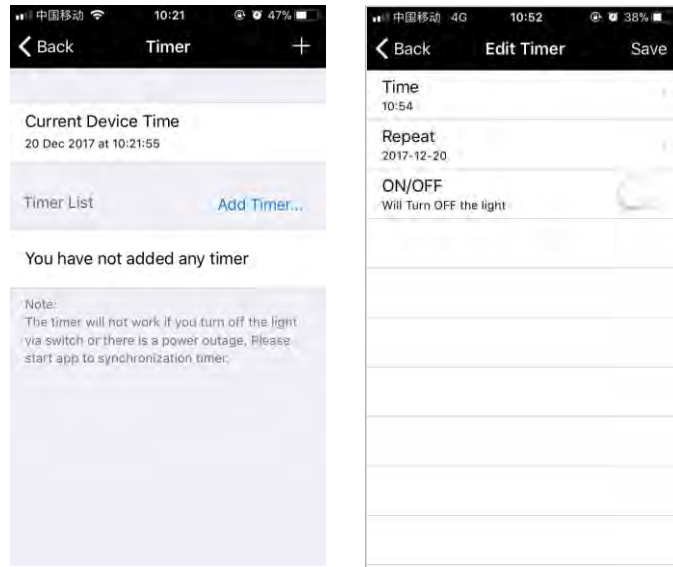 中国移动 10:21 47%
Back Timer +
Current Device Time
20 Dec 2017 at 10:21:55
Timer List Add Timer...
You have not added any timer
Note:
The timer will not work if you turn off the light
via switch or there is a power outage, Please
start app to synchronization timer.
中国移动 4G 10:52 38%
Back Edit Timer Save
Time
10:54
Repeat
2017-12-20
ON/OFF
Will Turn OFF the light